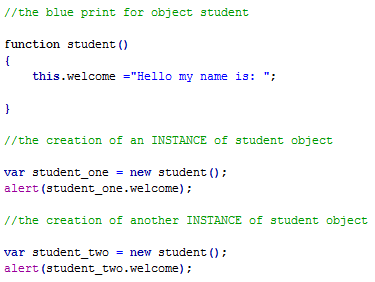 //the blue print for object student
function student()
{
this.welcome ="Hello my name is: ";
}
//the creation of an INSTANCE of student object
var student_one = new student();
alert(student_one.welcome);
//the creation of another INSTANCE of student object
var student_two = new student();
alert(student_two.welcome);